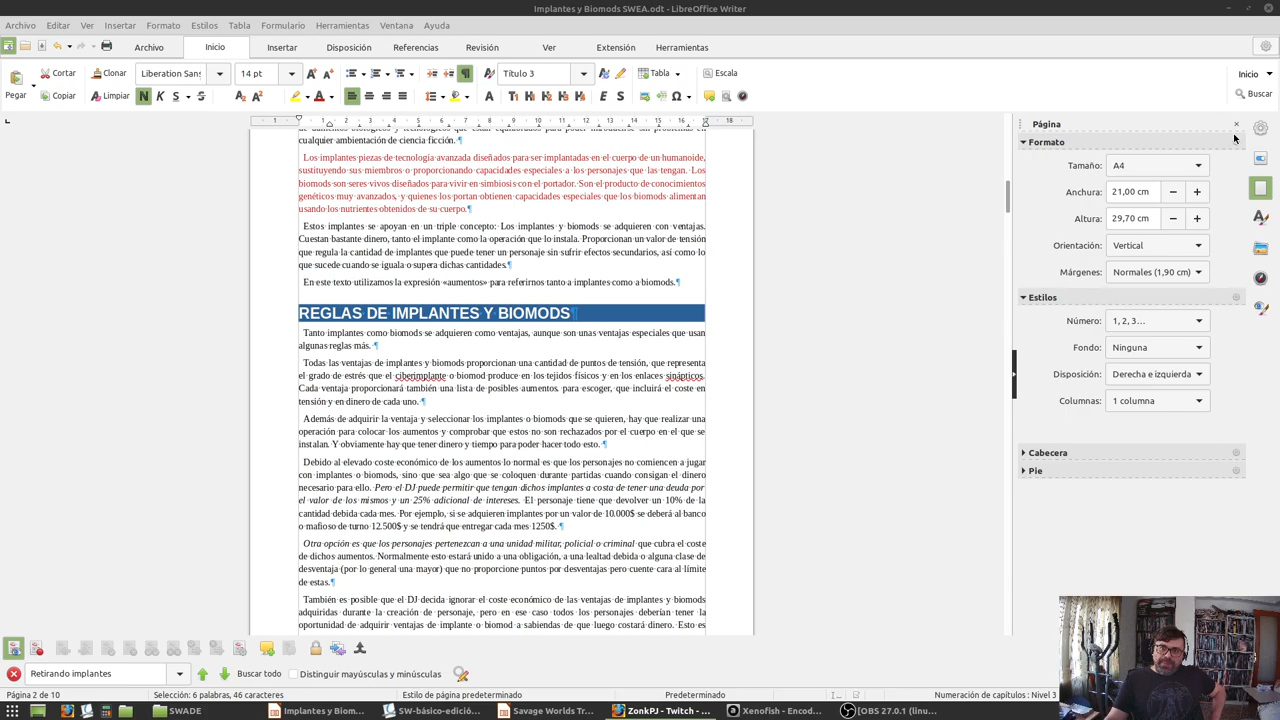 Implantes y Biomods SWEA.odt - LibreOffice Writer
Archivo Editar Ver Insertar Formato Estilos Tabla Formulario Herramientas Ventana Ayuda
Archivo Inicio Insertar Disposición Referencias Revisión Ver Extensión Herramientas
Pegar Cortar Clonar Liberation Sans 14 pt Título 3 Tabla Escala Inicio
Copiar Limpiar Buscar
1 1 2 3 4 5 6 7 8 9 10 11 12 13 14 15 16 17 18
cualquier ambientación de ciencia ficción.
Los implantes piezas de tecnología avanzada diseñados para ser implantadas en el cuerpo de un humanoide,
sustituyendo sus miembros o proporcionando capacidades especiales a los personajes que las tengan. Los
biomods son seres vivos diseñados para vivir en simbiosis con el portador. Son el producto de conocimientos
genéticos muy avanzados, y quienes los portan obtienen capacidades especiales que los biomods alimentan
usando los nutrientes obtenidos de su cuerpo.¶
Estos implantes se apoyan en un triple concepto: Los implantes y biomods se adquieren con ventajas.
Cuestan bastante dinero, tanto el implante como la operación que lo instala. Proporcionan un valor de tensión
que regula la cantidad de implantes que puede tener un personaje sin sufrir efectos secundarios, así como lo
que sucede cuando se iguala o supera dichas cantidades.¶
En este texto utilizamos la expresión «aumentos» para referirnos tanto a implantes como a biomods.¶
REGLAS DE IMPLANTES Y BIOMODS¶
Tanto implantes como biomods se adquieren como ventajas, aunque son unas ventajas especiales que usan
algunas reglas más. ¶
Todas las ventajas de implantes y biomods proporcionan una cantidad de puntos de tensión, que representa
el grado de estrés que el ciberimplante o biomod produce en los tejidos físicos y en los enlaces sinápticos.
Cada ventaja proporcionará también una lista de posibles aumentos. para escoger, que incluirá el coste en
tensión y en dinero de cada uno. ¶
Además de adquirir la ventaja y seleccionar los implantes o biomods que se quieren, hay que realizar una
operación para colocar los aumentos y comprobar que estos no son rechazados por el cuerpo en el que se
instalan. Y obviamente hay que tener dinero y tiempo para poder hacer todo esto. ¶
Debido al elevado coste económico de los aumentos lo normal es que los personajes no comiencen a jugar
con implantes o biomods, sino que sea algo que se coloquen durante partidas cuando consigan el dinero
necesario para ello. Pero el DJ puede permitir que tengan dichos implantes a costa de tener una deuda por
el valor de los mismos y un 25% adicional de intereses. El personaje tiene que devolver un 10% de la
cantidad debida cada mes. Por ejemplo, si se adquieren implantes por un valor de 10.000$ se deberá al banco
o mafioso de turno 12.500$ y se tendrá que entregar cada mes 1250$. ¶
Otra opción es que los personajes pertenezcan a una unidad militar, policial o criminal que cubra el coste
de dichos aumentos. Normalmente esto estará unido a una obligación, a una lealtad debida o alguna clase de
desventaja (por lo general una mayor) que no proporcione puntos por desventajas pero cuente cara al límite
de estas.¶
También es posible que el DJ decida ignorar el coste económico de las ventajas de implantes y biomods
adquiridas durante la creación de personaje, pero en ese caso todos los personajes deberían tener la
oportunidad de adquirir ventajas de implante o biomod a sabiendas de que luego costará dinero. Esto es
Página
Formato
Tamaño: A4
Anchura: 21,00 cm
Altura: 29,70 cm
Orientación: Vertical
Márgenes: Normales (1,90 cm)
Estilos
Número: 1, 2, 3…
Fondo: Ninguna
Disposición: Derecha e izquierda
Columnas: 1 columna
Cabecera
Pie
Retirando implantes Buscar todo Distinguir mayúsculas y minúsculas
Página 2 de 10 Selección: 6 palabras, 46 caracteres Estilo de página predeterminado Predeterminado Numeración de capítulos : Nivel 3
SWADE Implantes y Biom… SW-básico-edició… Savage Worlds Tr… ZonkPJ - Twitch - … Xenofish - Encod… [OBS 27.0.1 (linu…